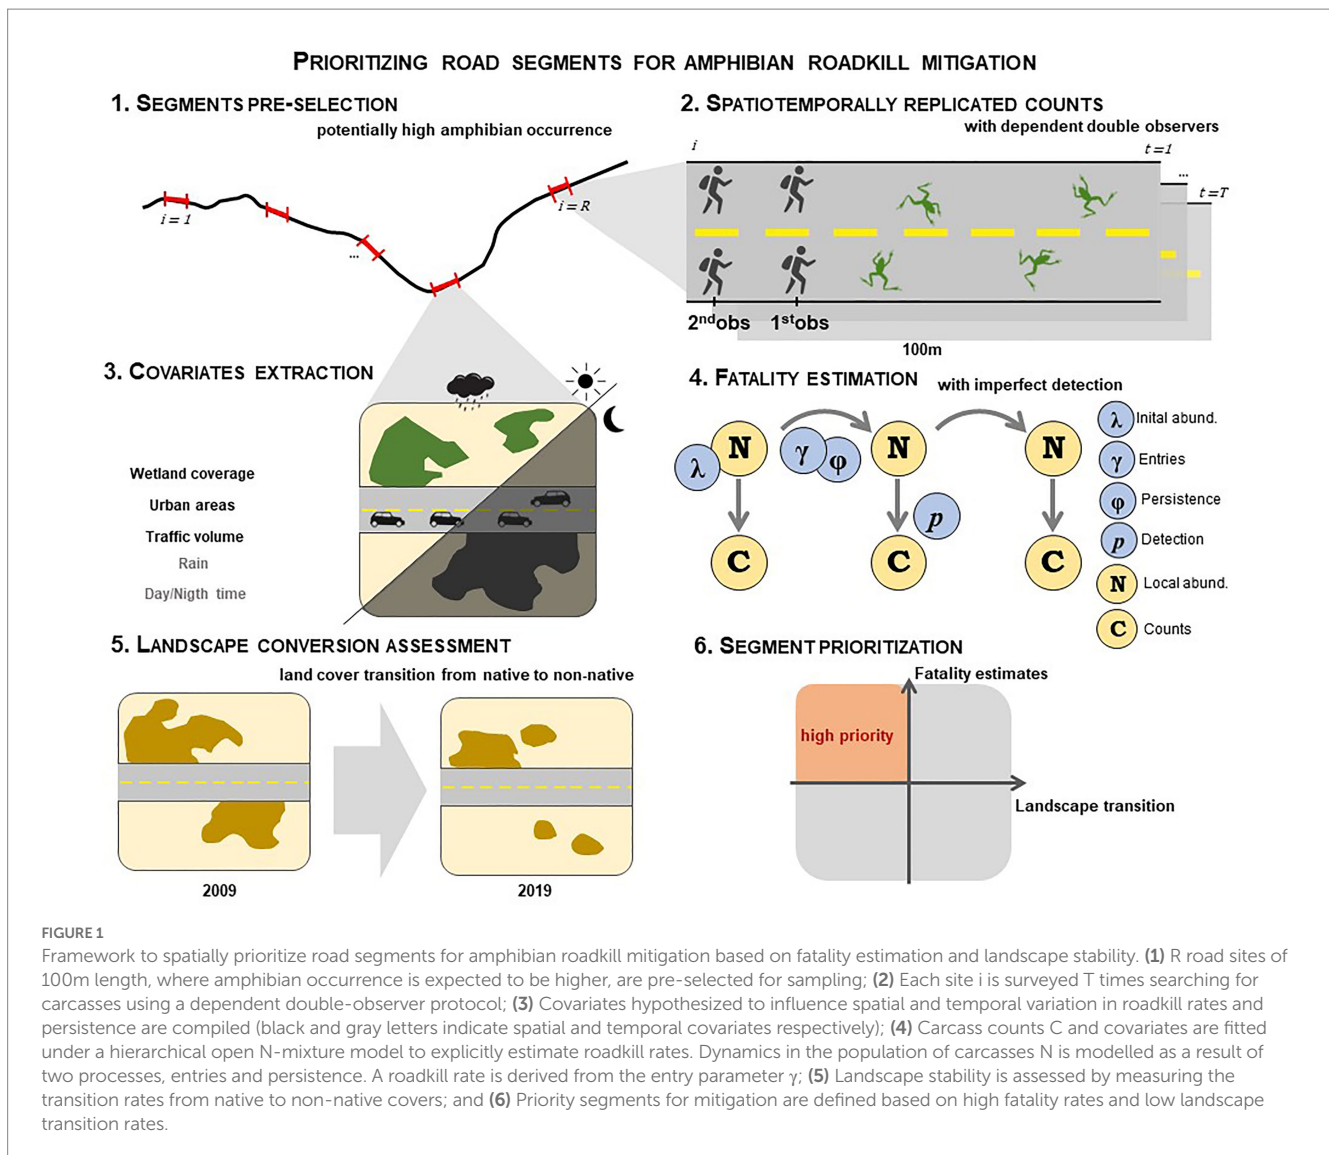 PRIORITIZING ROAD SEGMENTS FOR AMPHIBIAN ROADKILL MITIGATION
1. SEGMENTS PRE-SELECTION
potentially high amphibian occurrence
i = 1
...
i = R
2. SPATIOTEMPORALLY REPLICATED COUNTS
with dependent double observers
i
t = 1
...
t = T
2nd obs
1st obs
100m
3. COVARIATES EXTRACTION
Wetland coverage
Urban areas
Traffic volume
Rain
Day/Nigth time
4. FATALITY ESTIMATION
with imperfect detection
N
N
N
λ
γ
φ
p
C
C
C
λ Inital abund.
γ Entries
φ Persistence
p Detection
N Local abund.
C Counts
5. LANDSCAPE CONVERSION ASSESSMENT
land cover transition from native to non-native
2009
2019
6. SEGMENT PRIORITIZATION
Fatality estimates
high priority
Landscape transition
FIGURE 1
Framework to spatially prioritize road segments for amphibian roadkill mitigation based on fatality estimation and landscape stability. (1) R road sites of
100m length, where amphibian occurrence is expected to be higher, are pre-selected for sampling; (2) Each site i is surveyed T times searching for
carcasses using a dependent double-observer protocol; (3) Covariates hypothesized to influence spatial and temporal variation in roadkill rates and
persistence are compiled (black and gray letters indicate spatial and temporal covariates respectively); (4) Carcass counts C and covariates are fitted
under a hierarchical open N-mixture model to explicitly estimate roadkill rates. Dynamics in the population of carcasses N is modelled as a result of
two processes, entries and persistence. A roadkill rate is derived from the entry parameter γ; (5) Landscape stability is assessed by measuring the
transition rates from native to non-native covers; and (6) Priority segments for mitigation are defined based on high fatality rates and low landscape
transition rates.